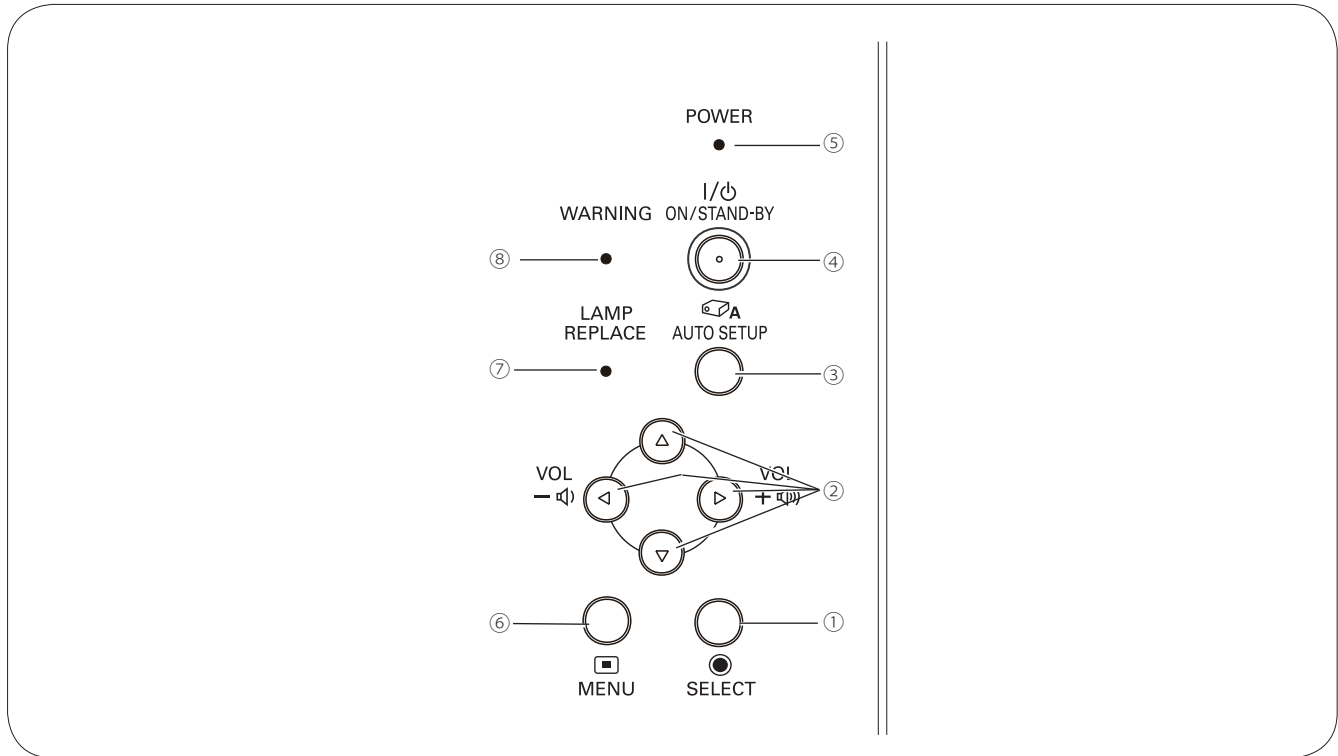 POWER
⑤
I/⏻
WARNING ON/STAND-BY
⑧
④
LAMP
REPLACE
A
AUTO SETUP
⑦
③
VOL
VOL
②
⑥
①
MENU
SELECT